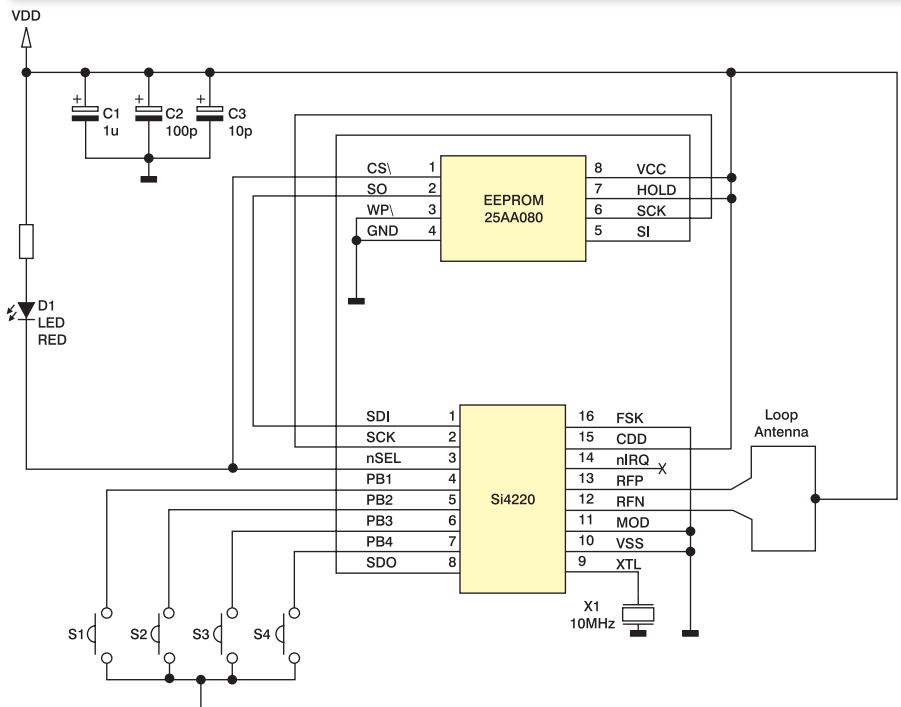 VDD
C1
1u
C2
100p
C3
10p
D1
LED
RED
CS\ 1
SO 2
WP\ 3
GND 4
EEPROM
25AA080
8 VCC
7 HOLD
6 SCK
5 SI
SDI 1
SCK 2
nSEL 3
PB1 4
PB2 5
PB3 6
PB4 7
SDO 8
Si4220
16 FSK
15 CDD
14 nIRQ
13 RFP
12 RFN
11 MOD
10 VSS
9 XTL
Loop
Antenna
X1
10MHz
S1
S2
S3
S4
+
+
+